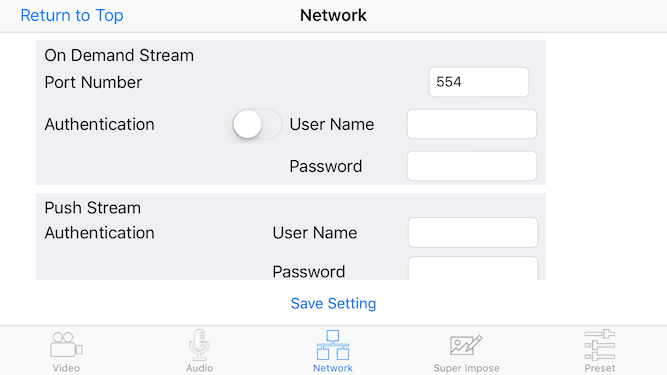 Return to Top Network
On Demand Stream
Port Number 554
Authentication User Name
Password
Push Stream
Authentication User Name
Password
Save Setting
Video Audio Network Super Impose Preset